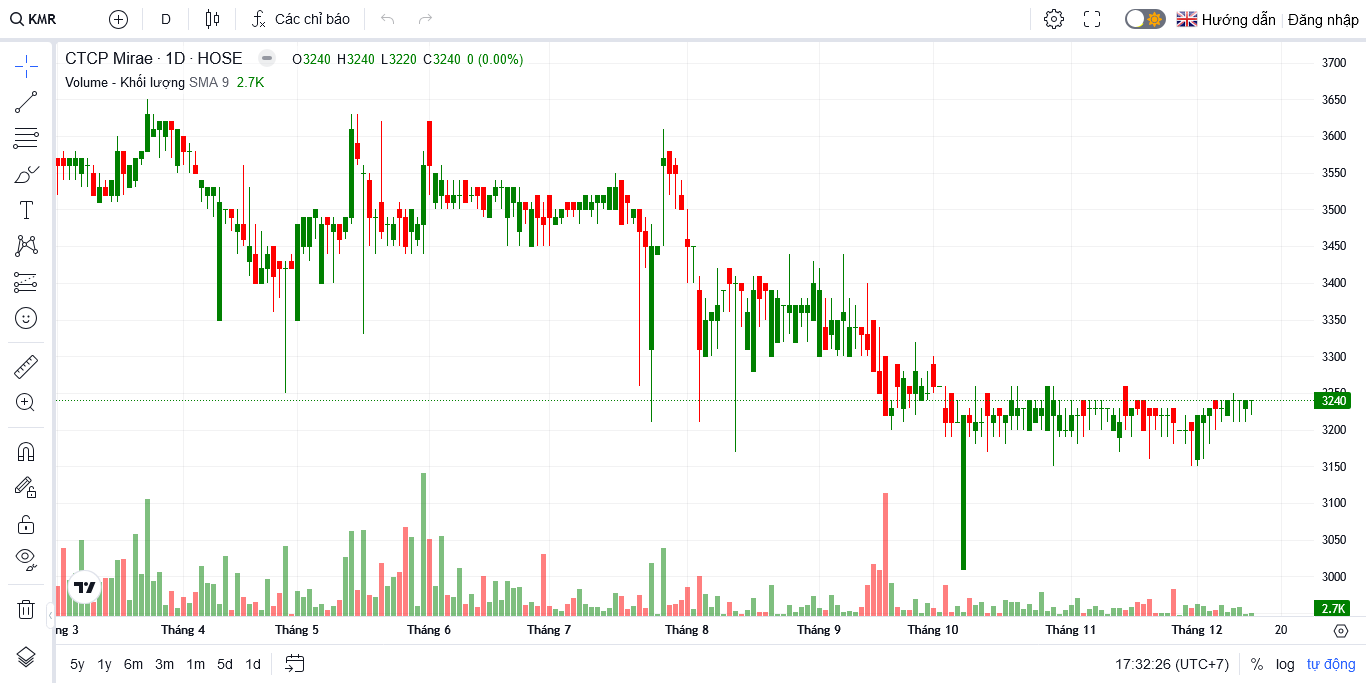 KMR D Các chỉ báo Hướng dẫn Đăng nhập
CTCP Mirae · 1D · HOSE O3240 H3240 L3220 C3240 0 (0.00%)
Volume - Khối lượng SMA 9 2.7K
3700
3650
3600
3550
3500
3450
3400
3350
3300
3250
3240
3200
3150
3100
3050
3000
2.7K
ng 3 Tháng 4 Tháng 5 Tháng 6 Tháng 7 Tháng 8 Tháng 9 Tháng 10 Tháng 11 Tháng 12 20
5y 1y 6m 3m 1m 5d 1d 17:32:26 (UTC+7) % log tự động